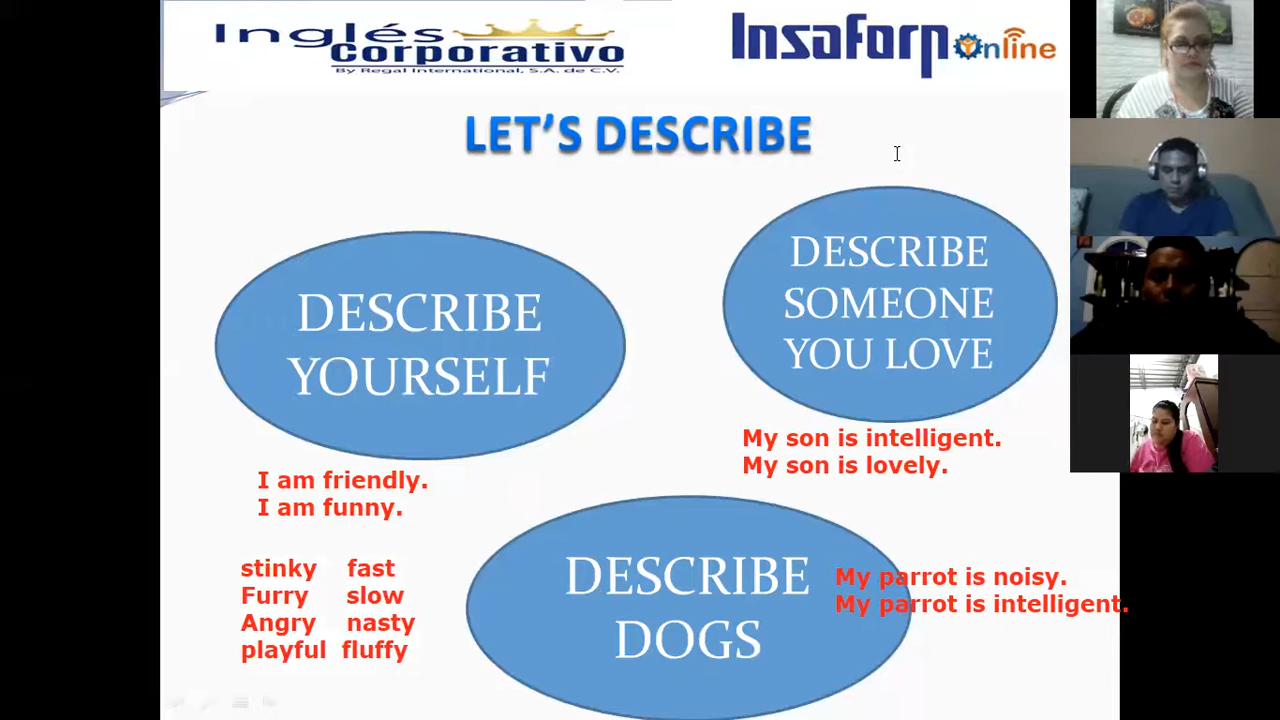 Inglés
Corporativo
By Regal International, S.A. de C.V.
Insaforp Online
LET'S DESCRIBE
DESCRIBE
YOURSELF
DESCRIBE
SOMEONE
YOU LOVE
My son is intelligent.
My son is lovely.
I am friendly.
I am funny.
stinky fast
Furry slow
Angry nasty
playful fluffy
DESCRIBE
DOGS
My parrot is noisy.
My parrot is intelligent.